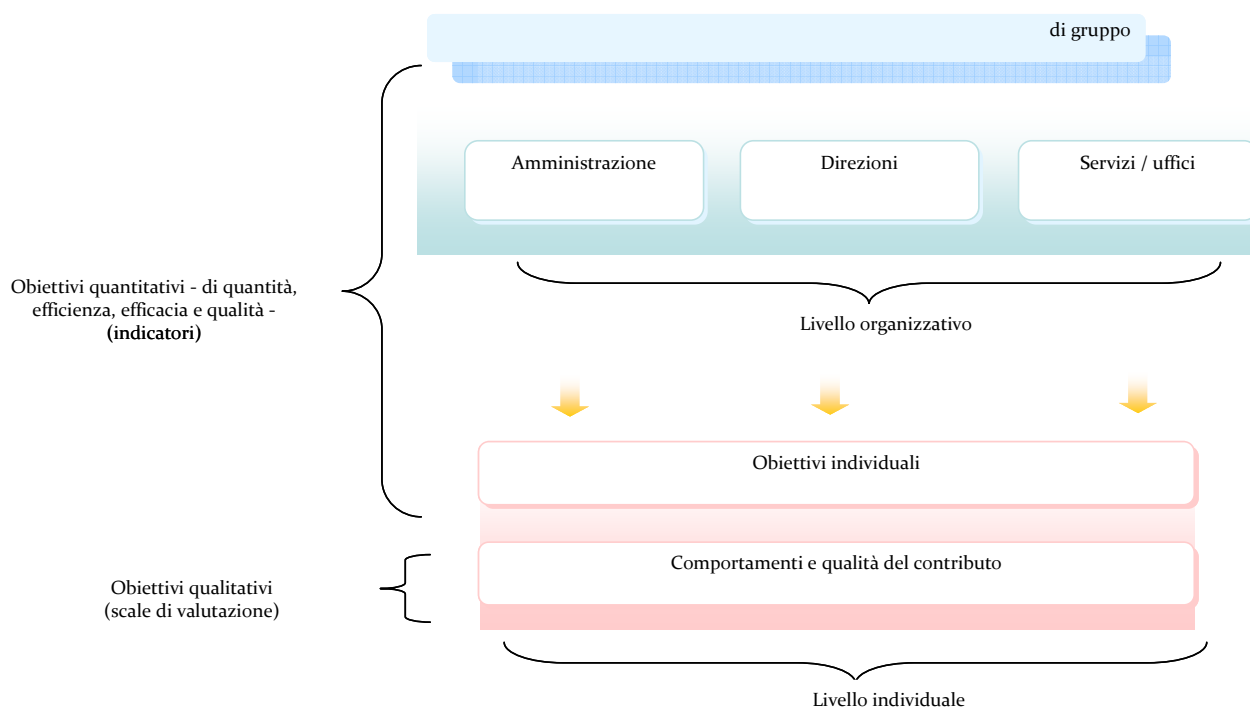 di gruppo
Amministrazione
Direzioni
Servizi / uffici
Obiettivi quantitativi - di quantità,
efficienza, efficacia e qualità -
(indicatori)
Livello organizzativo
Obiettivi individuali
Comportamenti e qualità del contributo
Obiettivi qualitativi
(scale di valutazione)
Livello individuale